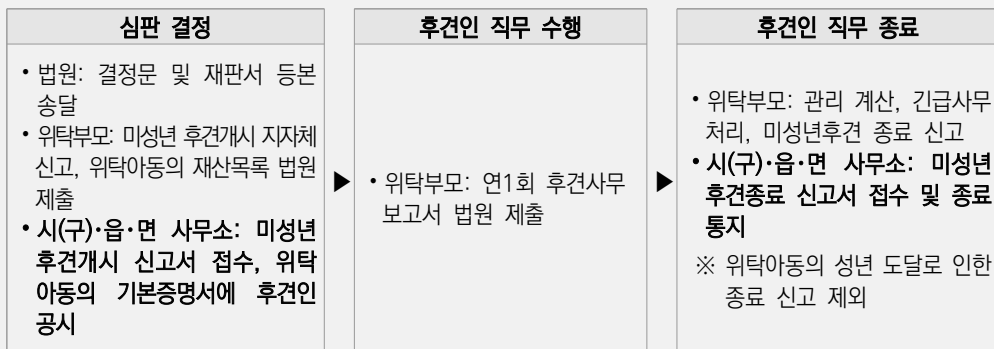 심판 결정
• 법원: 결정문 및 재판서 등본
송달
• 위탁부모: 미성년 후견개시 지자체
신고, 위탁아동의 재산목록 법원
제출
• 시(구)·읍·면 사무소: 미성년
후견개시 신고서 접수, 위탁
아동의 기본증명서에 후견인
공시
▶
후견인 직무 수행
• 위탁부모: 연1회 후견사무
보고서 법원 제출
▶
후견인 직무 종료
• 위탁부모: 관리 계산, 긴급사무
처리, 미성년후견 종료 신고
• 시(구)·읍·면 사무소: 미성년
후견종료 신고서 접수 및 종료
통지
※ 위탁아동의 성년 도달로 인한
종료 신고 제외